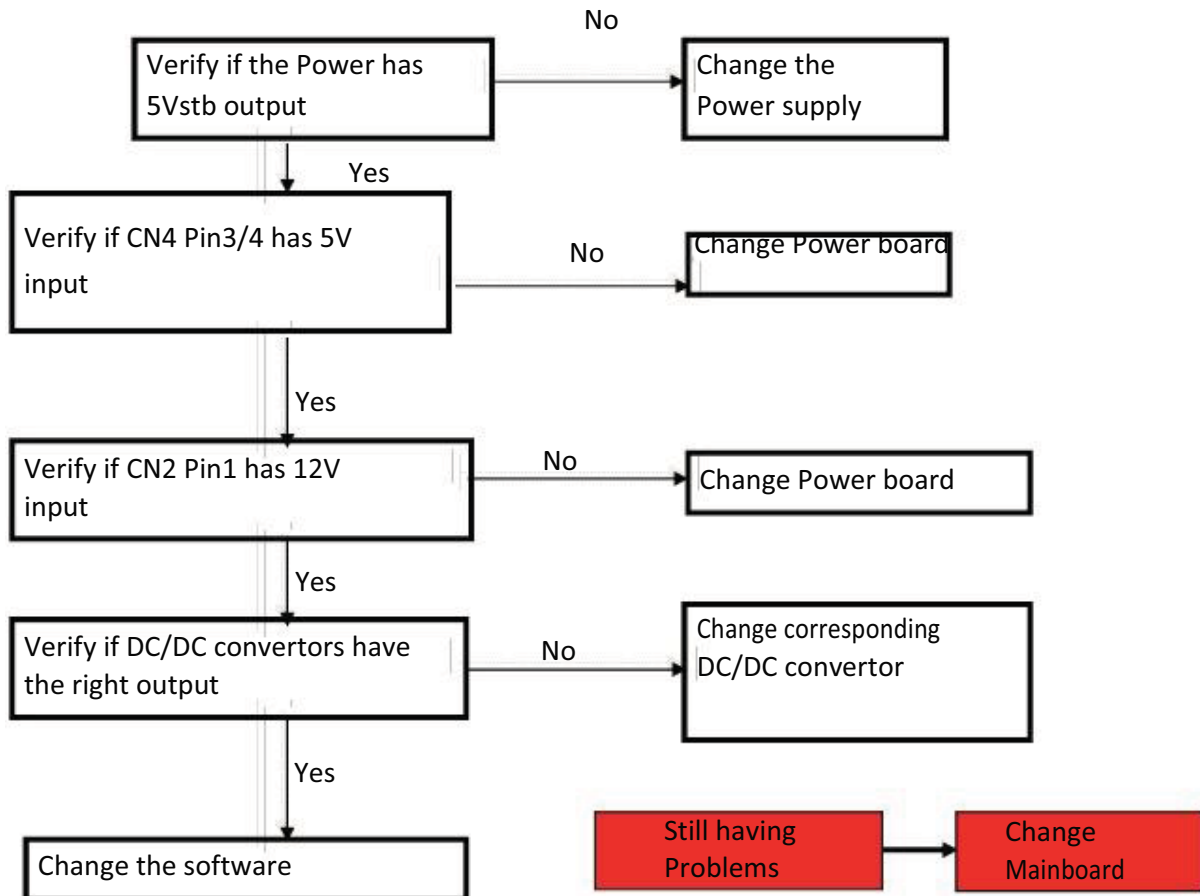 No
Verify if the Power has
5Vstb output
Change the
Power supply
Yes
Verify if CN4 Pin3/4 has 5V
input
No
Change Power board
Yes
Verify if CN2 Pin1 has 12V
input
No
Change Power board
Yes
Verify if DC/DC convertors have
the right output
No
Change corresponding
DC/DC convertor
Yes
Change the software
Still having
Problems
Change
Mainboard